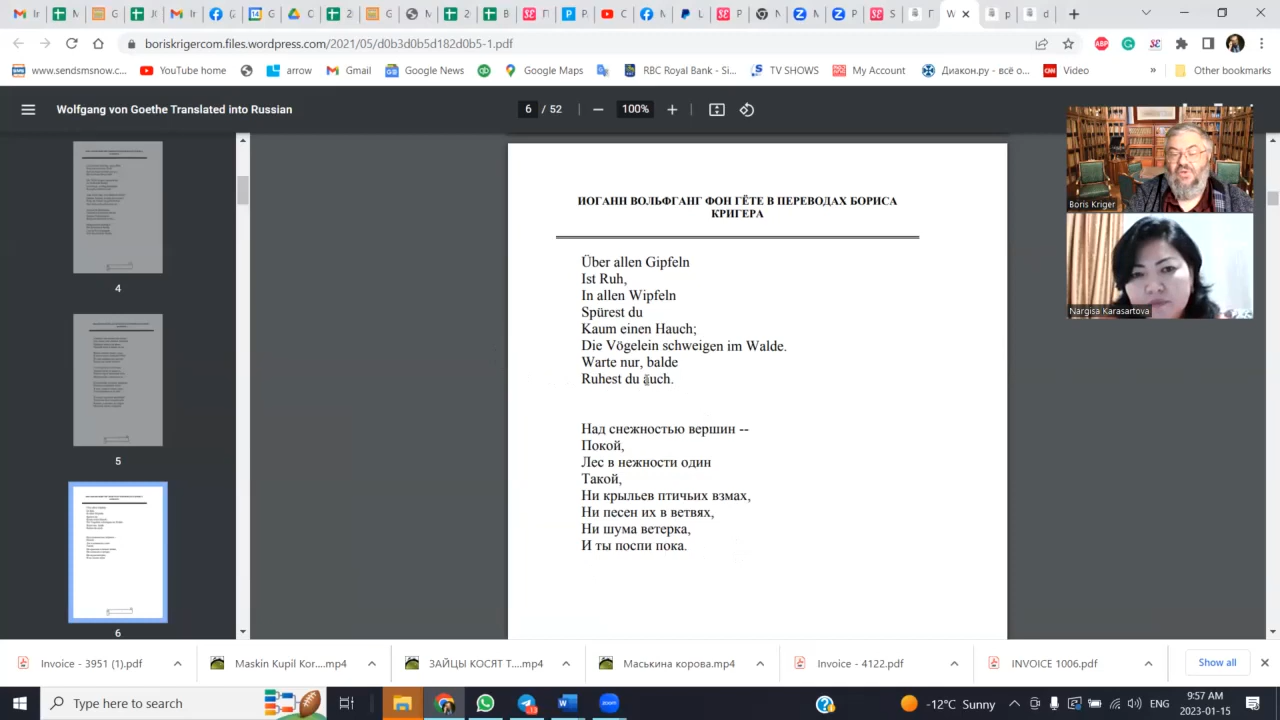 boriskrigercom.files.wordpress.com/2021/05/d0b3d0b5d182d0b5-1.pdf
www.sendsmsnow.c...
YouTube home
arrow
Gmail
Google News
Google Maps
RBC Royal Bank - Si...
TV SHOWS
My Account
Диакон.ру - всё о...
Video
»
Other bookmarks
Wolfgang von Goethe Translated into Russian
6 / 52
100%
4
5
6
ИОГАНН ВОЛЬФГАНГ ФОН ГЁТЕ В ПЕРЕВОДАХ БОРИСА
КРИГЕРА
Über allen Gipfeln
Ist Ruh,
In allen Wipfeln
Spürest du
Kaum einen Hauch;
Die Vögelein schweigen im Walde.
Warte nur, balde
Ruhest du auch.
Над снежностью вершин --
Покой,
Лес в нежности один
Такой,
Ни крыльев птичьих взмах,
Ни песен их в ветвях,
Ни шума ветерка,
И ты поспи пока.
Boris Kriger
Nargisa Karasartova
Invoice - 3951 (1).pdf
Maskin Kupil Kor....mp4
ЗАЙЦЫ КОСЯТ Т....mp4
Маськина корова.mp4
Invoice - 4122.pdf
INVOICE 1006.pdf
Show all
Type here to search
zoom
-12°C Sunny
ENG
9:57 AM
2023-01-15